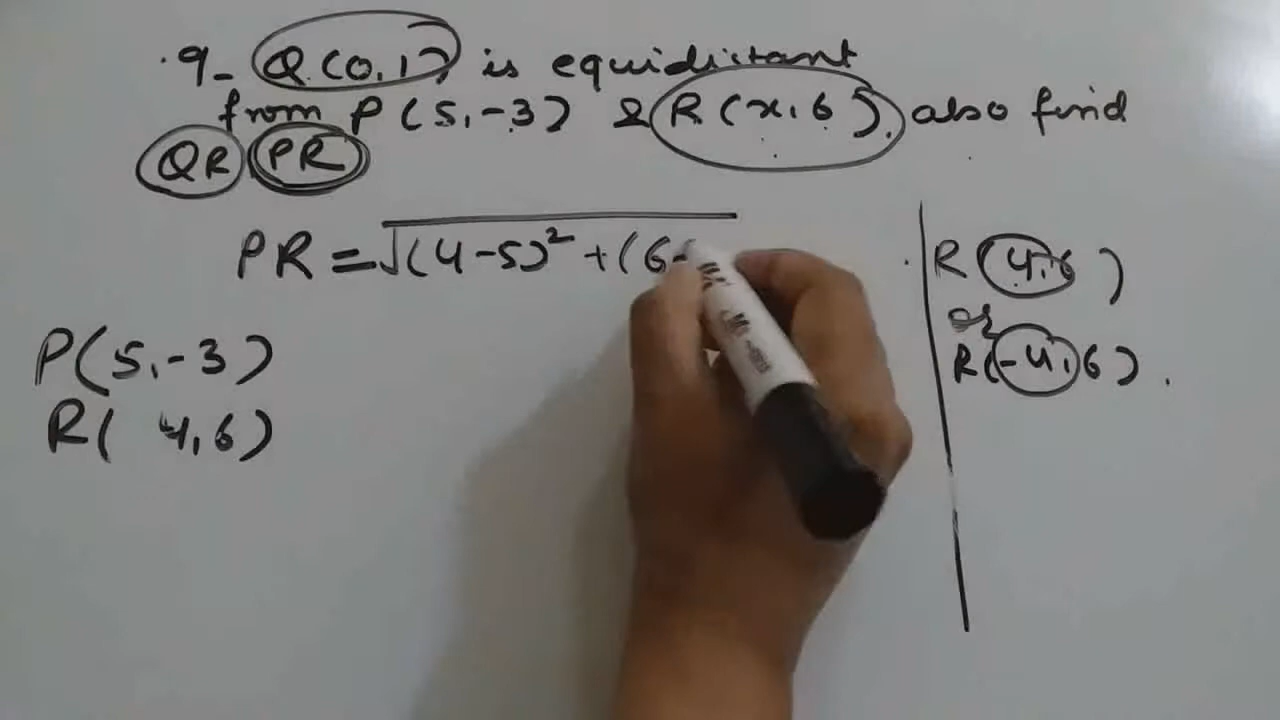 9- Q(0,1) is equidistant
from P(5,-3) & R(x,6). also find
QR PR
PR = √(4-5)² + (6-
P(5,-3)
R( 4,6)
R(4,6)
or
R(-4,6).